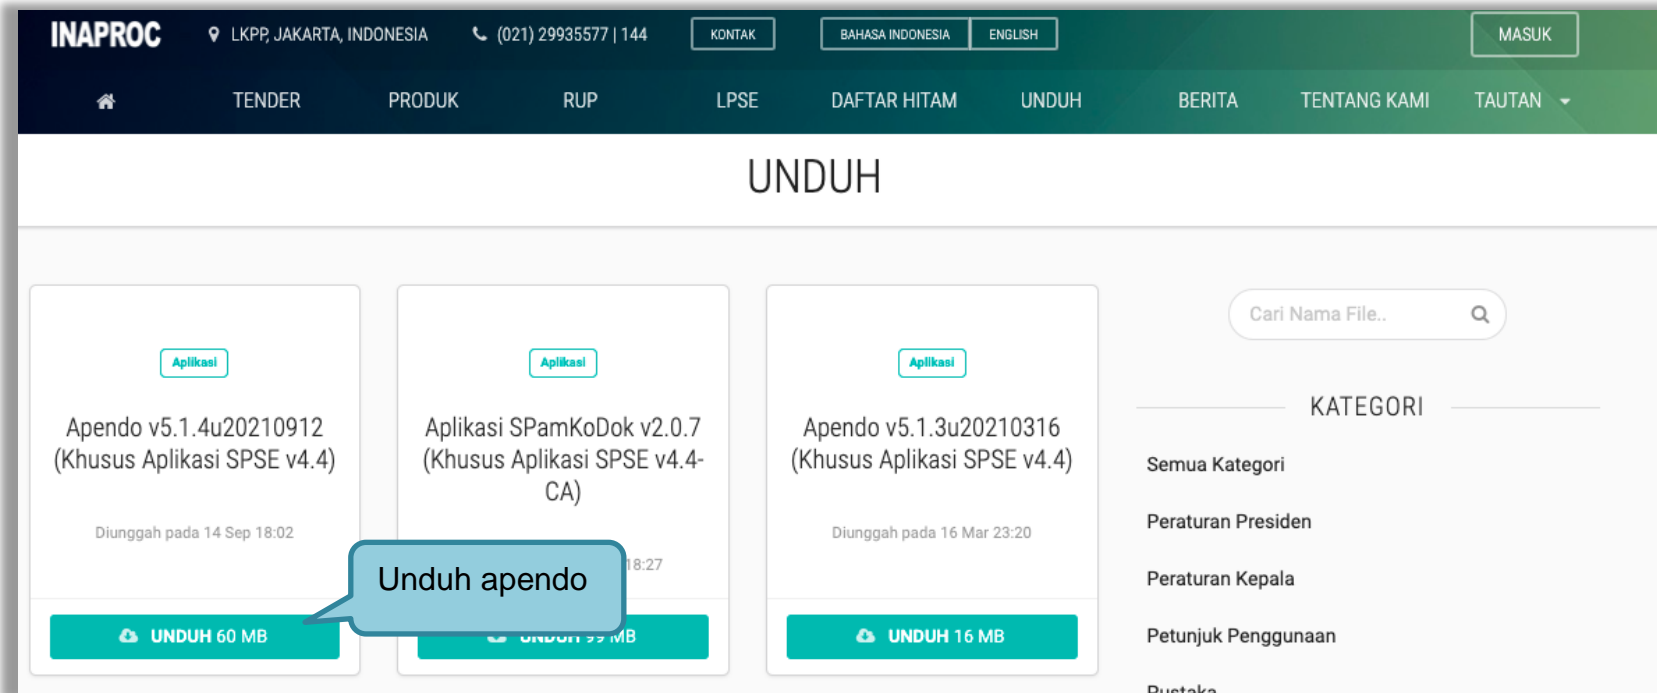 INAPROC LKPP, JAKARTA, INDONESIA (021) 29935577 | 144 KONTAK BAHASA INDONESIA ENGLISH MASUK
TENDER PRODUK RUP LPSE DAFTAR HITAM UNDUH BERITA TENTANG KAMI TAUTAN
UNDUH
Aplikasi
Apendo v5.1.4u20210912
(Khusus Aplikasi SPSE v4.4)
Diunggah pada 14 Sep 18:02
UNDUH 60 MB
Unduh apendo
Aplikasi
Aplikasi SPamKoDok v2.0.7
(Khusus Aplikasi SPSE v4.4-
CA)
18:27
UNDUH 99 MB
Aplikasi
Apendo v5.1.3u20210316
(Khusus Aplikasi SPSE v4.4)
Diunggah pada 16 Mar 23:20
UNDUH 16 MB
Cari Nama File..
KATEGORI
Semua Kategori
Peraturan Presiden
Peraturan Kepala
Petunjuk Penggunaan
Pustaka